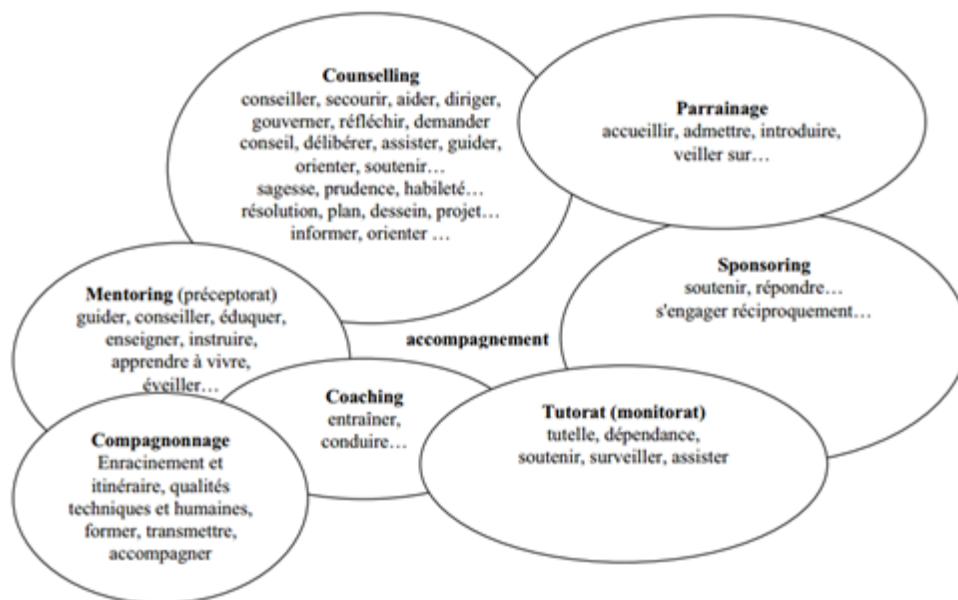 Counselling
conseiller, secourir, aider, diriger,
gouverner, réfléchir, demander
conseil, délibérer, assister, guider,
orienter, soutenir…
sagesse, prudence, habileté…
résolution, plan, dessein, projet…
informer, orienter …
Parrainage
accueillir, admettre, introduire,
veiller sur…
Mentoring (préceptorat)
guider, conseiller, éduquer,
enseigner, instruire,
apprendre à vivre,
éveiller…
accompagnement
Sponsoring
soutenir, répondre…
s'engager réciproquement…
Compagnonnage
Enracinement et
itinéraire, qualités
techniques et humaines,
former, transmettre,
accompagner
Coaching
entraîner,
conduire…
Tutorat (monitorat)
tutelle, dépendance,
soutenir, surveiller, assister